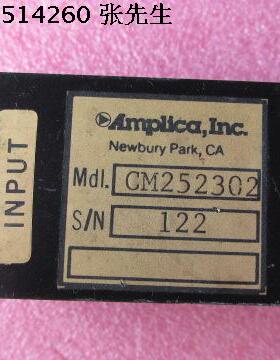 514260 张先生
INPUT
Amplica, Inc.
Newbury Park, CA
Mdl. CM252302
S/N 122